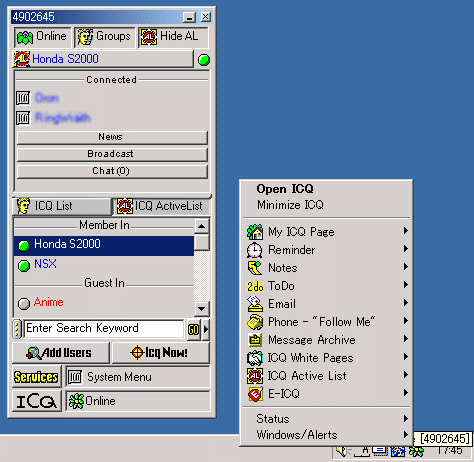 4902645
Online
Groups
Hide AL
Honda S2000
Connected
News
Broadcast
Chat(0)
ICQ List
ICQ ActiveList
Member In
Honda S2000
NSX
Guest In
Anime
Enter Search Keyword
GO
Add Users
Icq Now!
Services
System Menu
ICQ
Online
Open ICQ
Minimize ICQ
My ICQ Page
Reminder
Notes
2do ToDo
Email
Phone - "Follow Me"
Message Archive
ICQ White Pages
ICQ Active List
E-ICQ
Status
Windows/Alerts
[4902645]
17:45